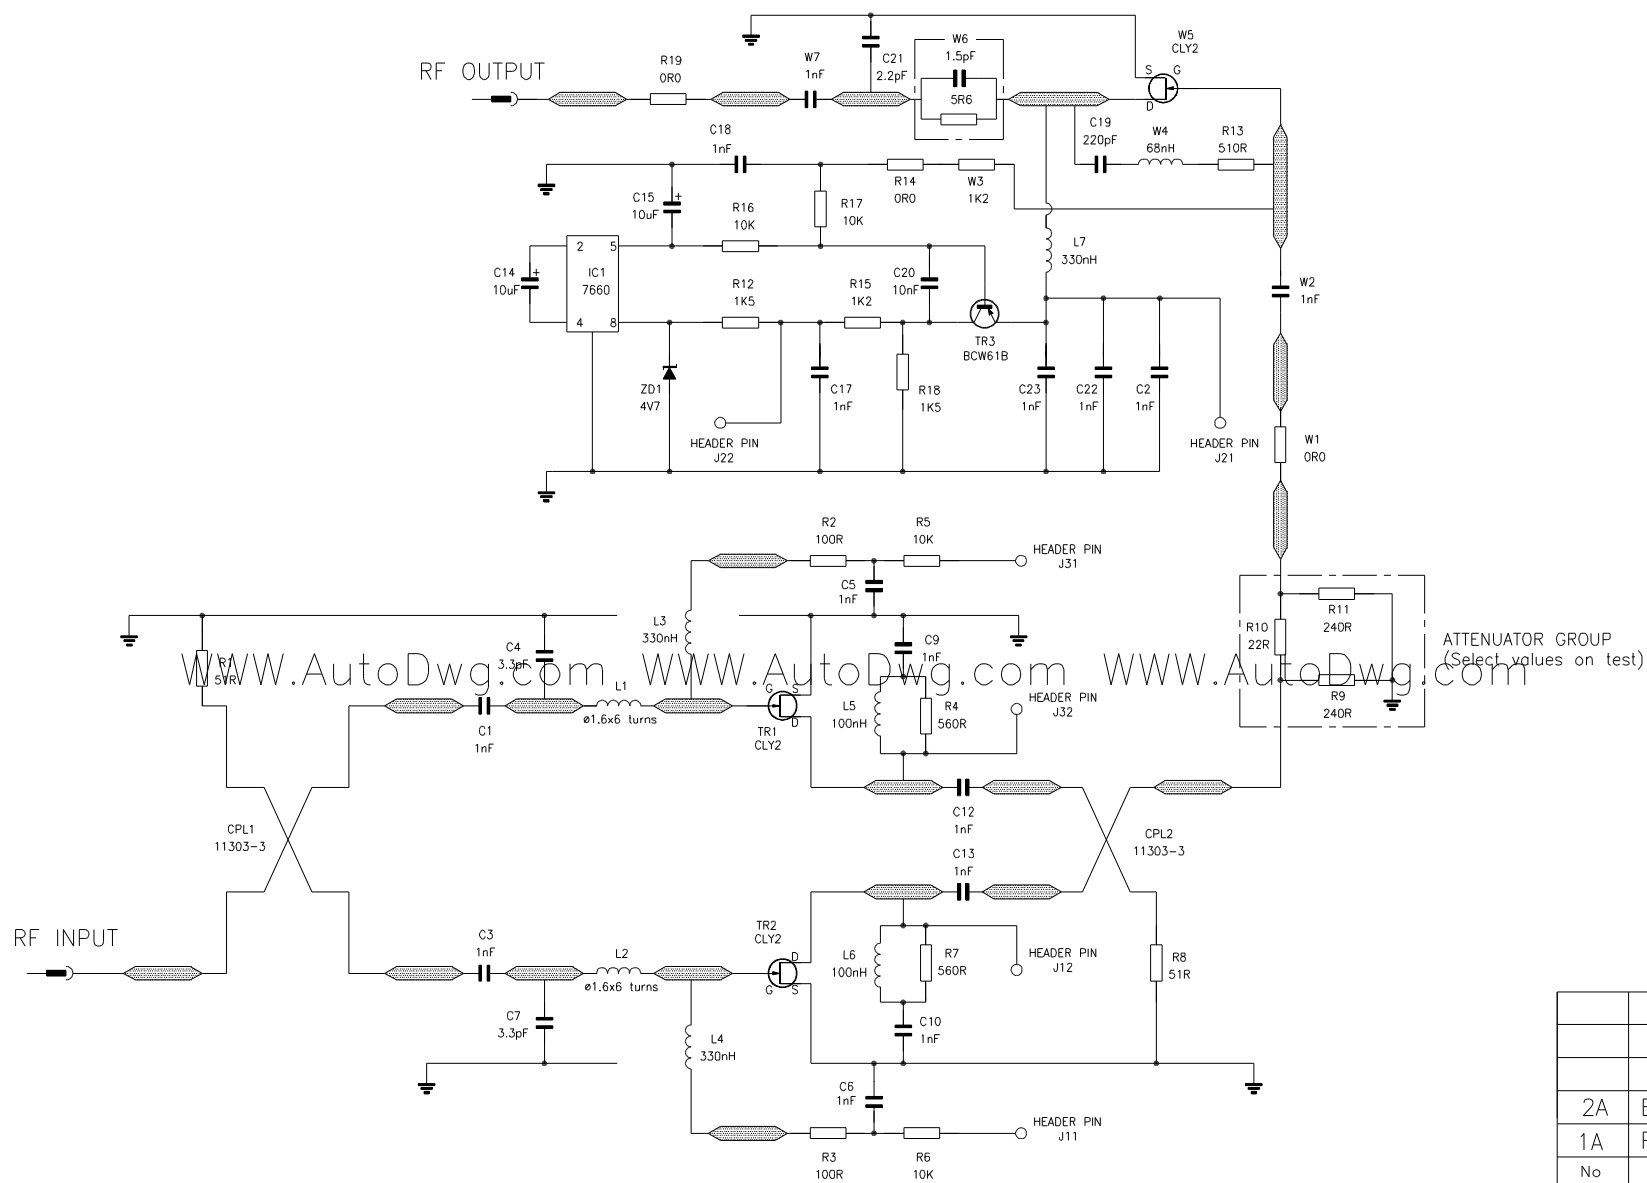 RF OUTPUT
R19
0R0
W7
1nF
C21
2.2pF
W6
1.5pF
5R6
W5
CLY2
S G
D
C18
1nF
C19
220pF
W4
68nH
R13
510R
C15
10uF
+
R16
10K
R17
10K
R14
0R0
W3
1K2
L7
330nH
C14
10uF
+
2 5
IC1
7660
4 8
R12
1K5
R15
1K2
C20
10nF
W2
1nF
TR3
BCW61B
ZD1
4V7
C17
1nF
R18
1K5
C23
1nF
C22
1nF
C2
1nF
HEADER PIN
J22
HEADER PIN
J21
W1
0R0
R2
100R
R5
10K
HEADER PIN
J31
C5
1nF
L3
330nH
C4
3.3pF
C9
1nF
R11
240R
R10
22R
ATTENUATOR GROUP
(Select values on test)
R1
51R
WWW.AutoDwg.com WWW.AutoDwg.com WWW.AutoDwg.com
R9
240R
L1
ø1.6x6 turns
G S
D
TR1
CLY2
L5
100nH
R4
560R
HEADER PIN
J32
C1
1nF
C12
1nF
CPL1
11303-3
CPL2
11303-3
C13
1nF
RF INPUT
C3
1nF
L2
ø1.6x6 turns
TR2
CLY2
D
G S
L6
100nH
R7
560R
HEADER PIN
J12
R8
51R
C7
3.3pF
L4
330nH
C10
1nF
C6
1nF
HEADER PIN
J11
R3
100R
R6
10K
2A
1A
No